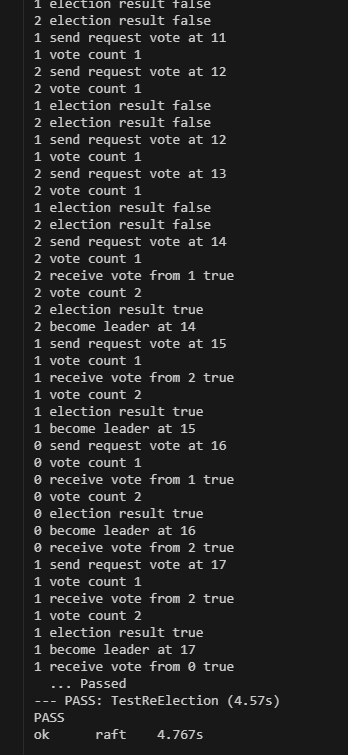 1 election result false
2 election result false
1 send request vote at 11
1 vote count 1
2 send request vote at 12
2 vote count 1
1 election result false
2 election result false
1 send request vote at 12
1 vote count 1
2 send request vote at 13
2 vote count 1
1 election result false
2 election result false
2 send request vote at 14
2 vote count 1
2 receive vote from 1 true
2 vote count 2
2 election result true
2 become leader at 14
1 send request vote at 15
1 vote count 1
1 receive vote from 2 true
1 vote count 2
1 election result true
1 become leader at 15
0 send request vote at 16
0 vote count 1
0 receive vote from 1 true
0 vote count 2
0 election result true
0 become leader at 16
0 receive vote from 2 true
1 send request vote at 17
1 vote count 1
1 receive vote from 2 true
1 vote count 2
1 election result true
1 become leader at 17
1 receive vote from 0 true
  ... Passed
--- PASS: TestReElection (4.57s)
PASS
ok      raft    4.767s